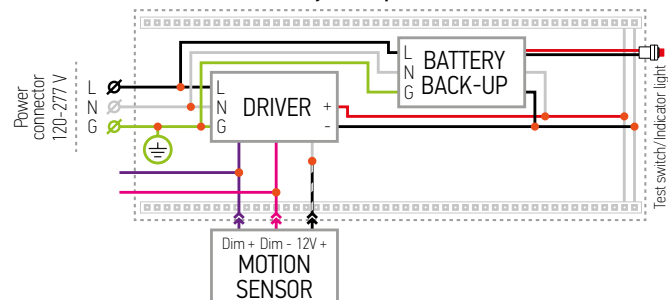 Power
connector
120-277 V
L
N
G
L
N
G
DRIVER
+
-
L
N
G
BATTERY
BACK-UP
Test switch/Indicator light
Dim + Dim - 12V +
MOTION
SENSOR